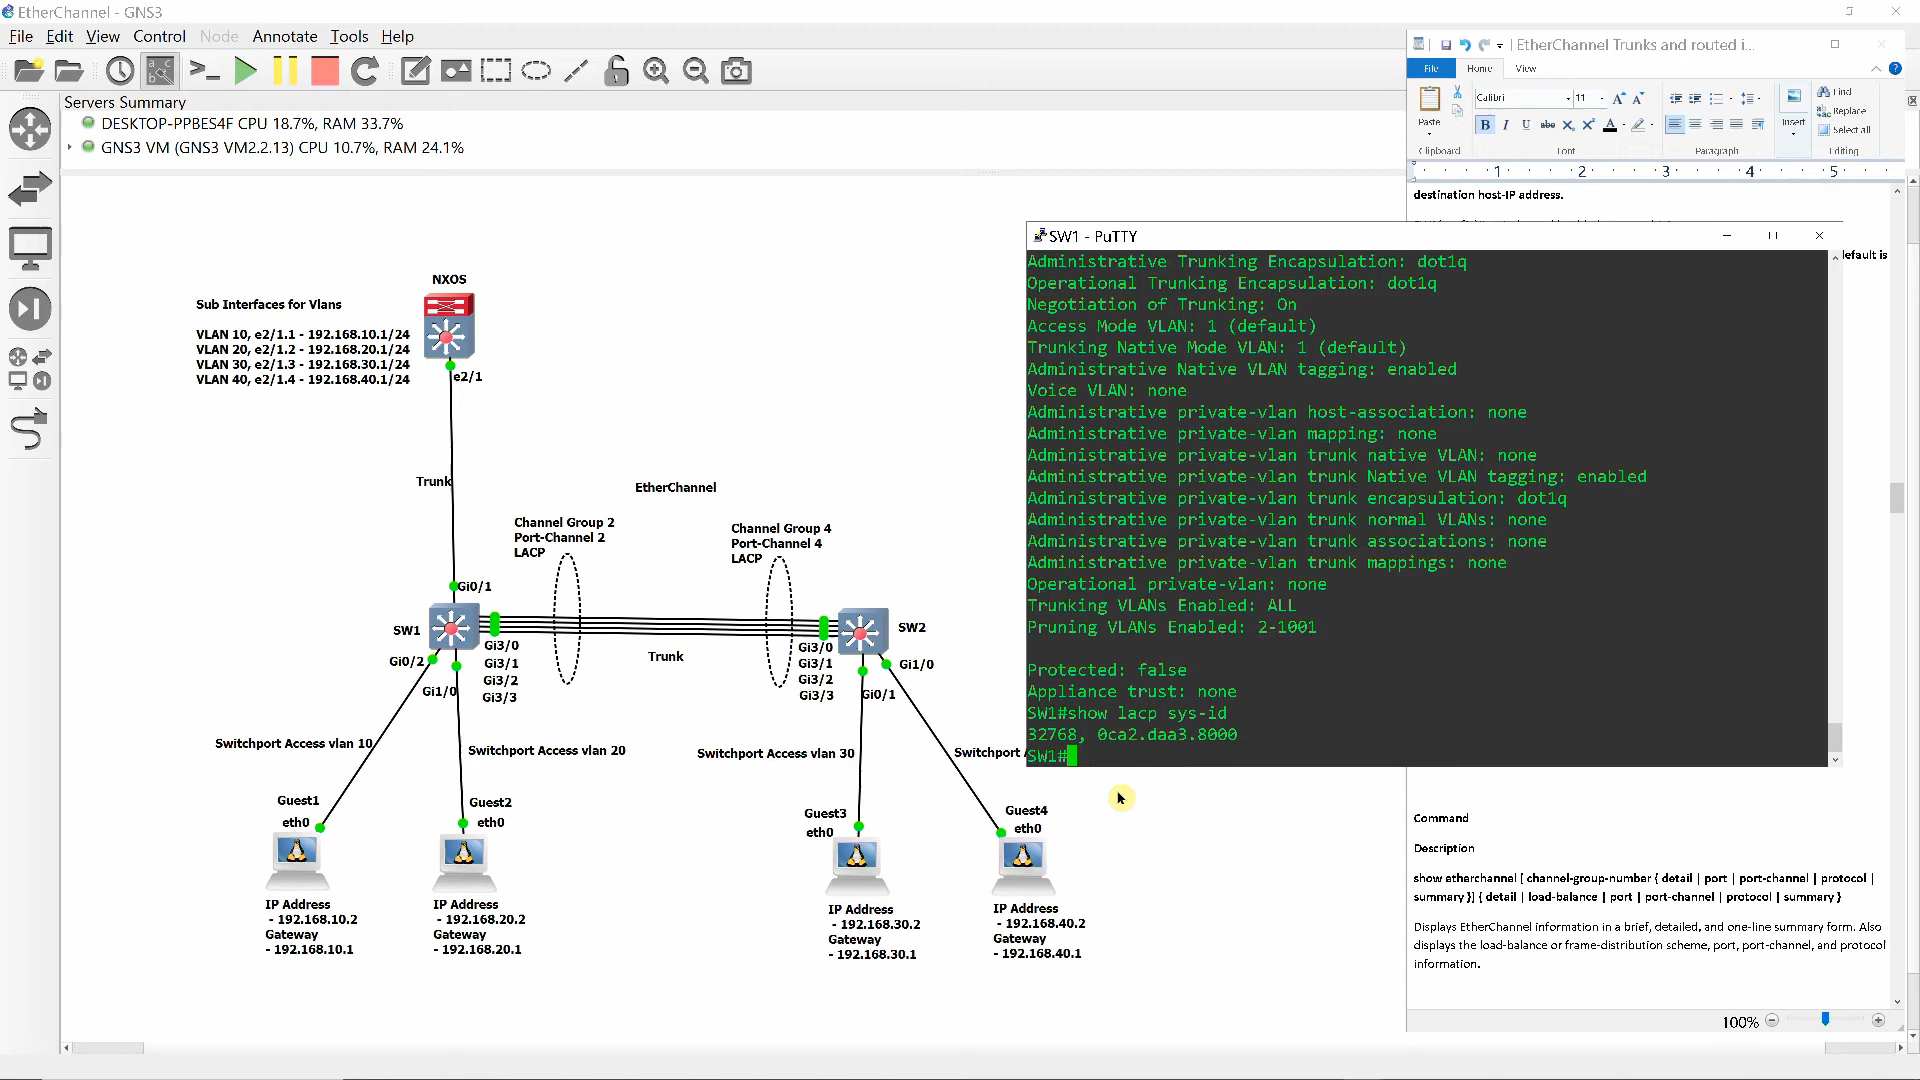 EtherChannel - GNS3
File Edit View Control Node Annotate Tools Help
Servers Summary
DESKTOP-PPBES4F CPU 18.7%, RAM 33.7%
GNS3 VM (GNS3 VM2.2.13) CPU 10.7%, RAM 24.1%
NXOS
Sub Interfaces for Vlans
VLAN 10, e2/1.1 - 192.168.10.1/24
VLAN 20, e2/1.2 - 192.168.20.1/24
VLAN 30, e2/1.3 - 192.168.30.1/24
VLAN 40, e2/1.4 - 192.168.40.1/24
e2/1
Trunk
EtherChannel
Channel Group 2
Port-Channel 2
LACP
Channel Group 4
Port-Channel 4
LACP
Gi0/1
SW1
Gi3/0
Gi3/1
Gi3/2
Gi3/3
Trunk
SW2
Gi3/0
Gi3/1
Gi3/2
Gi3/3
Gi0/2
Gi1/0
Gi0/1
Gi1/0
Switchport Access vlan 10
Switchport Access vlan 20
Switchport Access vlan 30
Switchport A
Guest1
eth0
Guest2
eth0
Guest3
eth0
Guest4
eth0
IP Address
- 192.168.10.2
Gateway
- 192.168.10.1
IP Address
- 192.168.20.2
Gateway
- 192.168.20.1
IP Address
- 192.168.30.2
Gateway
- 192.168.30.1
IP Address
- 192.168.40.2
Gateway
- 192.168.40.1
EtherChannel Trunks and routed i...
File Home View
Paste
Calibri 11
B I U abc X₂ X² A
Insert
Find
Replace
Select all
Clipboard Font Paragraph Editing
1 2 3 4 5
destination host-IP address.
efault is
SW1 - PuTTY
Administrative Trunking Encapsulation: dot1q
Operational Trunking Encapsulation: dot1q
Negotiation of Trunking: On
Access Mode VLAN: 1 (default)
Trunking Native Mode VLAN: 1 (default)
Administrative Native VLAN tagging: enabled
Voice VLAN: none
Administrative private-vlan host-association: none
Administrative private-vlan mapping: none
Administrative private-vlan trunk native VLAN: none
Administrative private-vlan trunk Native VLAN tagging: enabled
Administrative private-vlan trunk encapsulation: dot1q
Administrative private-vlan trunk normal VLANs: none
Administrative private-vlan trunk associations: none
Administrative private-vlan trunk mappings: none
Operational private-vlan: none
Trunking VLANs Enabled: ALL
Pruning VLANs Enabled: 2-1001
Protected: false
Appliance trust: none
SW1#show lacp sys-id
32768, 0ca2.daa3.8000
SW1#
Command
Description
show etherchannel [ channel-group-number { detail | port | port-channel | protocol |
summary }] { detail | load-balance | port | port-channel | protocol | summary }
Displays EtherChannel information in a brief, detailed, and one-line summary form. Also
displays the load-balance or frame-distribution scheme, port, port-channel, and protocol
information.
100%